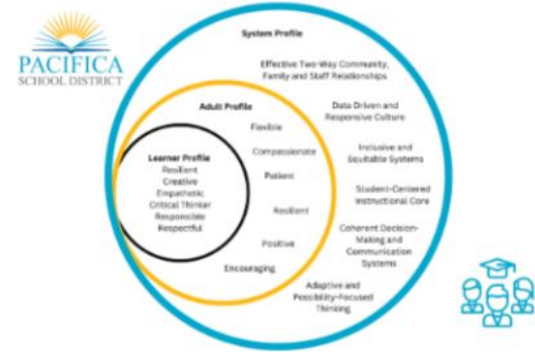 PACIFICA
SCHOOL DISTRICT
System Profile
Effective Two-Way Community,
Family and Staff Relationships
Adult Profile
Data Driven and
Responsive Culture
Flexible
Compassionate
Inclusive and
Equitable Systems
Learner Profile
Resilient
Creative
Empathetic
Critical Thinker
Responsible
Respectful
Patient
Student-Centered
Instructional Core
Resilient
Coherent Decision-
Making and
Communication
Systems
Positive
Encouraging
Adaptive and
Possibility-Focused
Thinking